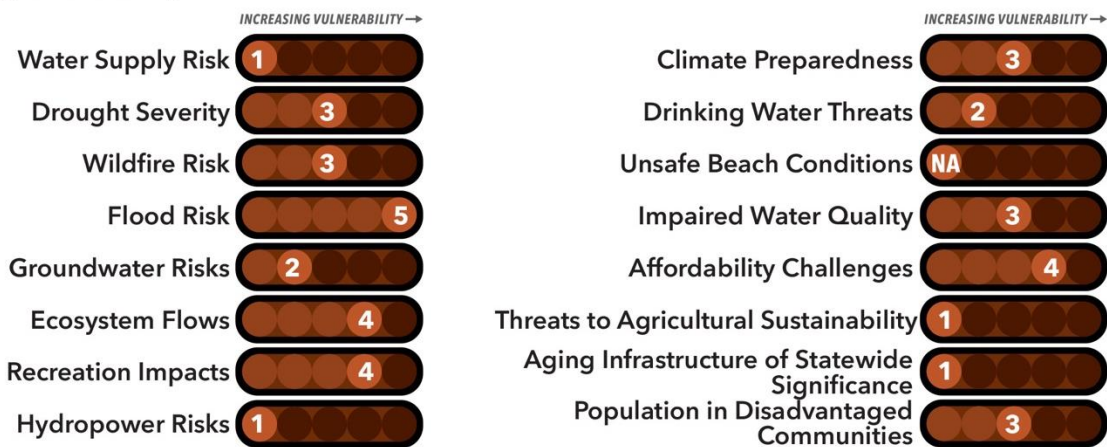 INCREASING VULNERABILITY →
Water Supply Risk 1
Drought Severity 3
Wildfire Risk 3
Flood Risk 5
Groundwater Risks 2
Ecosystem Flows 4
Recreation Impacts 4
Hydropower Risks 1
INCREASING VULNERABILITY →
Climate Preparedness 3
Drinking Water Threats 2
Unsafe Beach Conditions NA
Impaired Water Quality 3
Affordability Challenges 4
Threats to Agricultural Sustainability 1
Aging Infrastructure of Statewide
Significance 1
Population in Disadvantaged
Communities 3